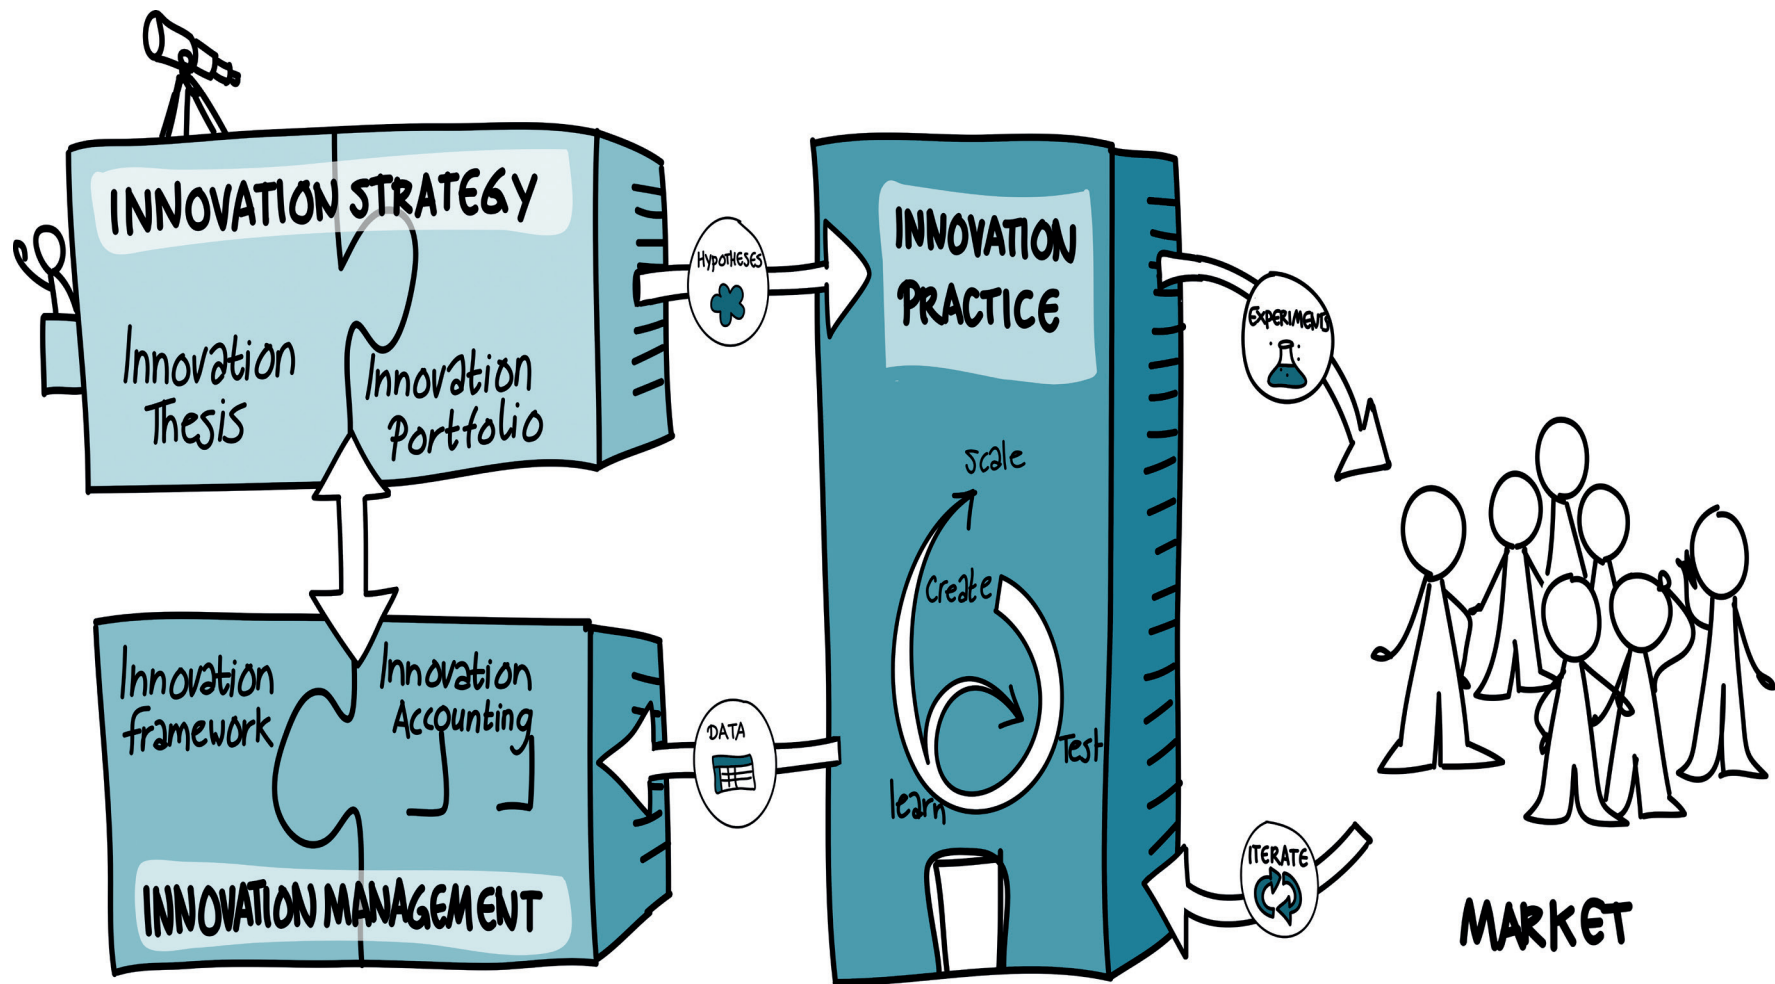 INNOVATION STRATEGY
Innovation
Thesis
Innovation
Portfolio
HYPOTHESES
INNOVATION
PRACTICE
EXPERIMENTS
scale
Create
Test
learn
Innovation
framework
Innovation
Accounting
INNOVATION MANAGEMENT
DATA
ITERATE
MARKET